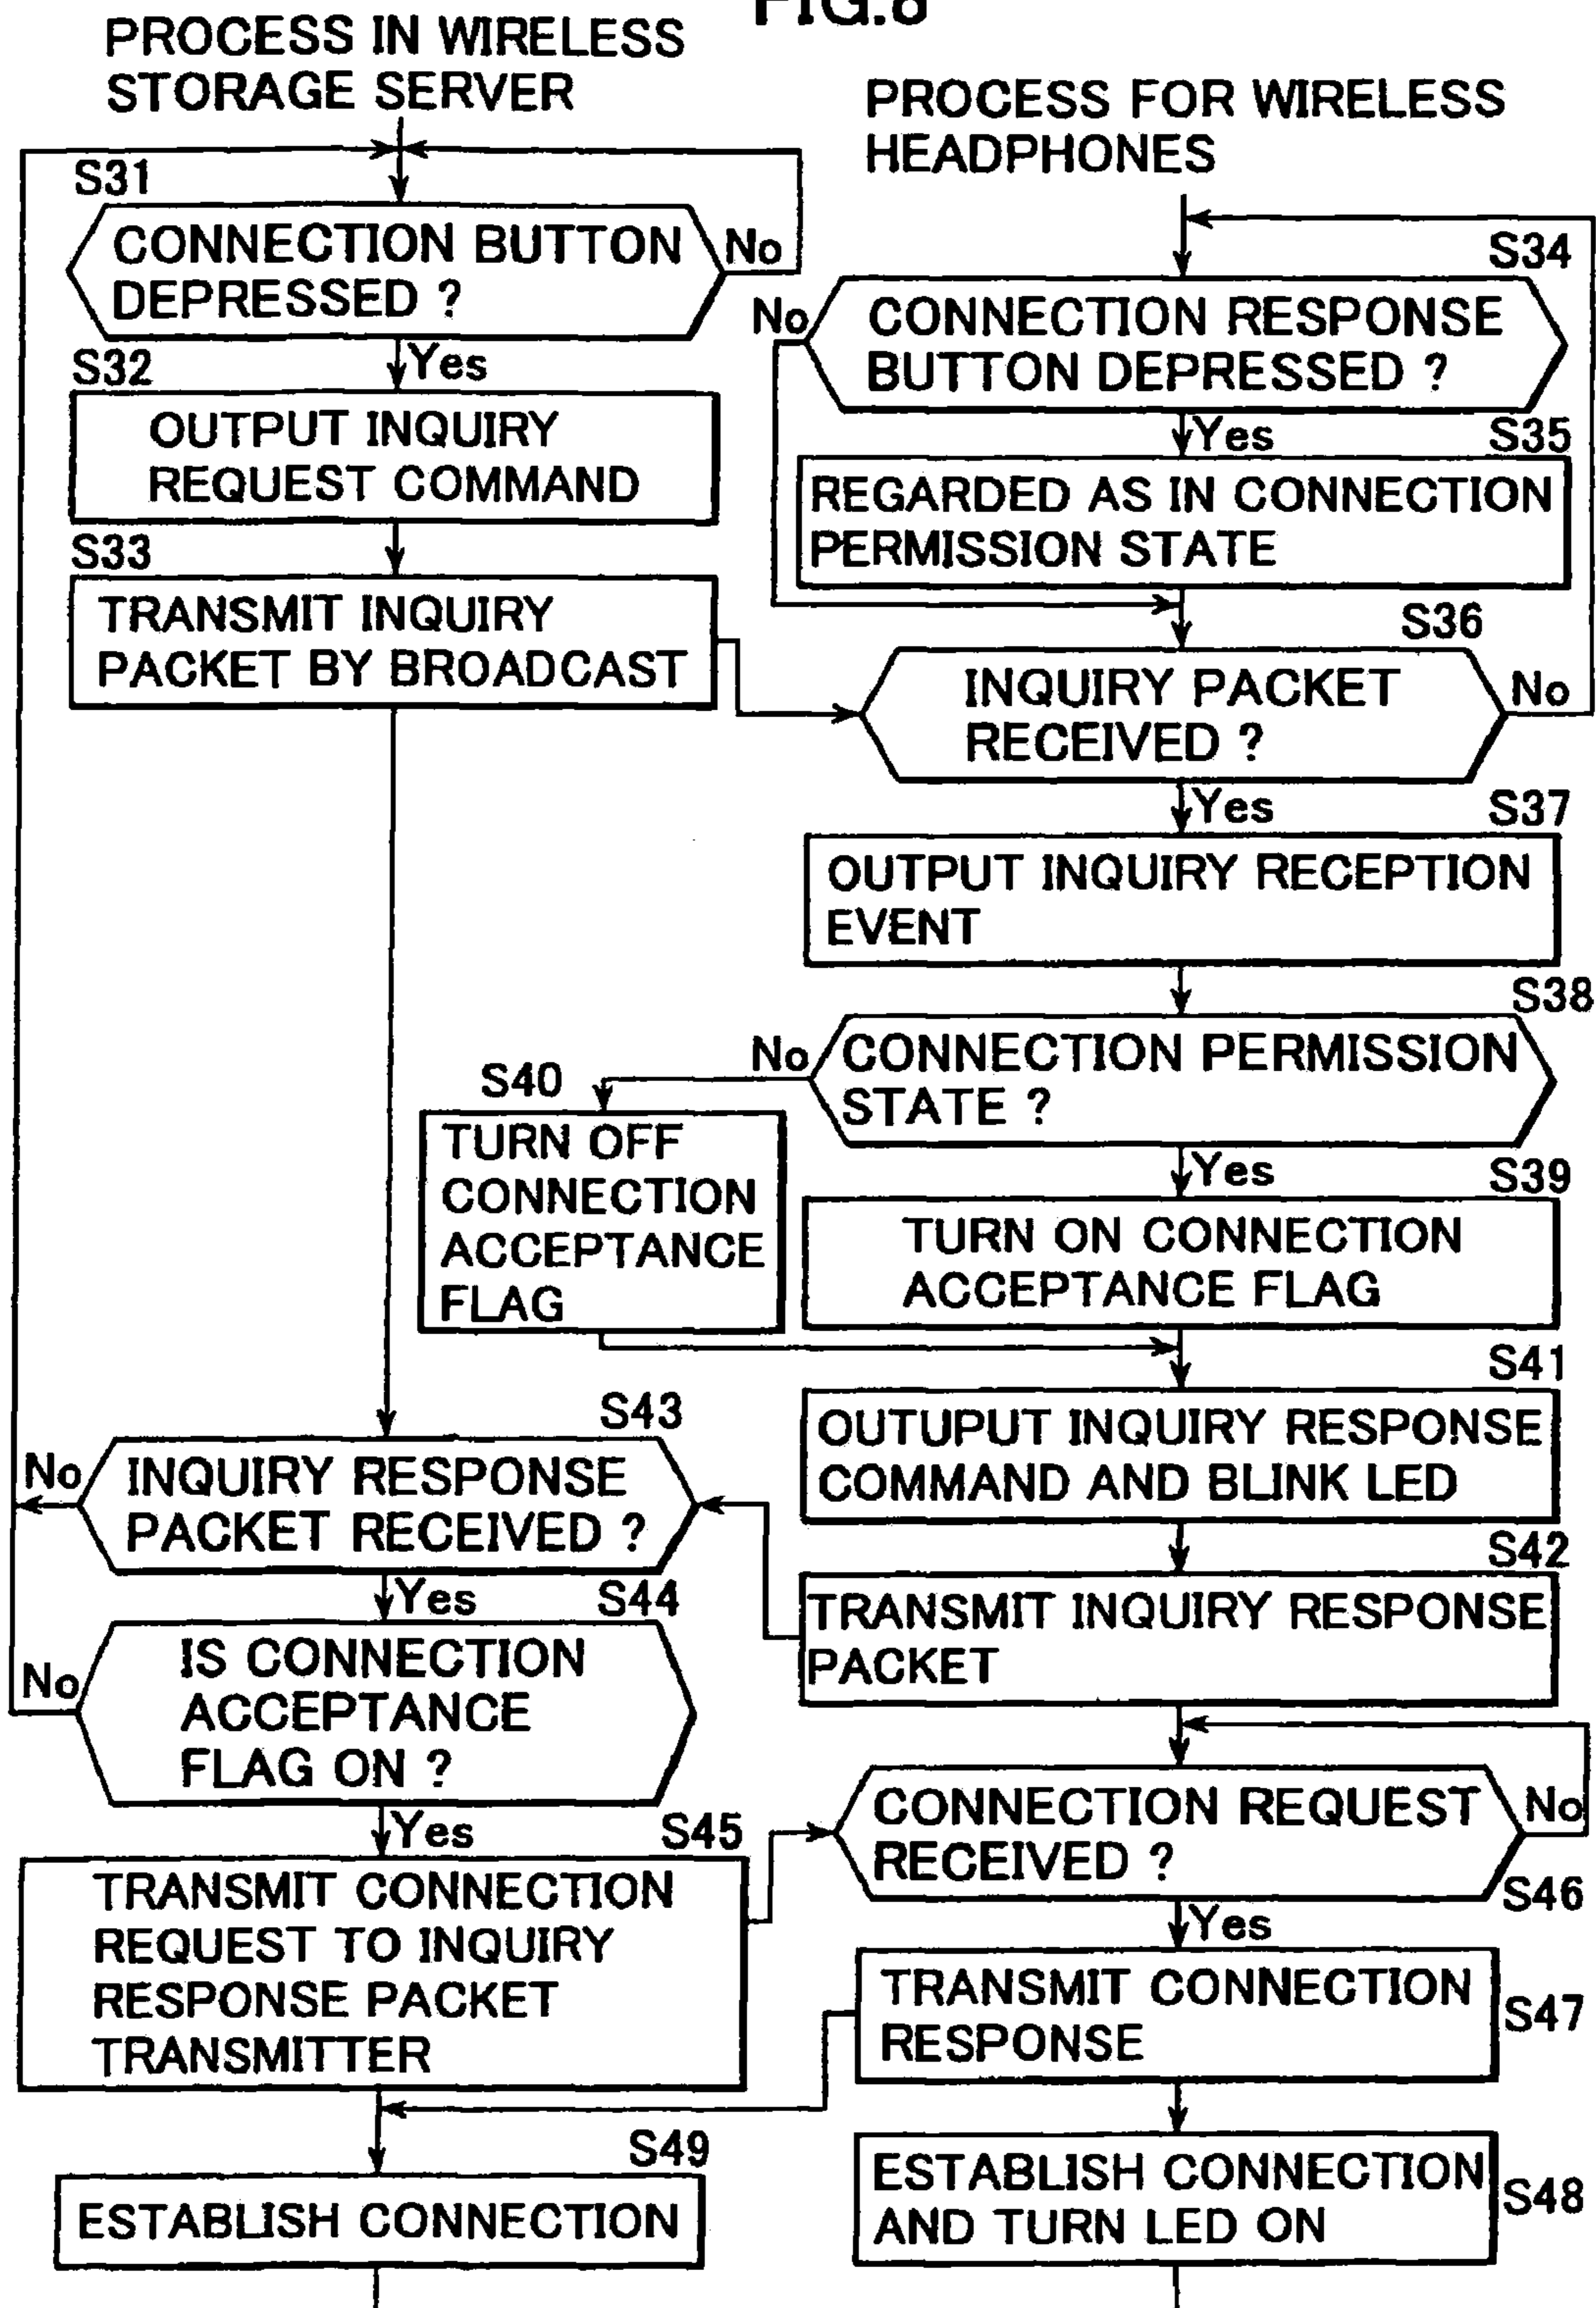 FIG.8
PROCESS IN WIRELESS
STORAGE SERVER
S31
CONNECTION BUTTON
DEPRESSED ?
No
Yes
S32
OUTPUT INQUIRY
REQUEST COMMAND
S33
TRANSMIT INQUIRY
PACKET BY BROADCAST
PROCESS FOR WIRELESS
HEADPHONES
S34
No
CONNECTION RESPONSE
BUTTON DEPRESSED ?
Yes
S35
REGARDED AS IN CONNECTION
PERMISSION STATE
S36
INQUIRY PACKET
RECEIVED ?
No
Yes
S37
OUTPUT INQUIRY RECEPTION
EVENT
S38
No
CONNECTION PERMISSION
STATE ?
S40
TURN OFF
CONNECTION
ACCEPTANCE
FLAG
Yes
S39
TURN ON CONNECTION
ACCEPTANCE FLAG
S41
OUTUPUT INQUIRY RESPONSE
COMMAND AND BLINK LED
S42
TRANSMIT INQUIRY RESPONSE
PACKET
S43
No
INQUIRY RESPONSE
PACKET RECEIVED ?
Yes
S44
No
IS CONNECTION
ACCEPTANCE
FLAG ON ?
Yes
S45
TRANSMIT CONNECTION
REQUEST TO INQUIRY
RESPONSE PACKET
TRANSMITTER
CONNECTION REQUEST
RECEIVED ?
No
S46
Yes
TRANSMIT CONNECTION
RESPONSE
S47
S49
ESTABLISH CONNECTION
ESTABLISH CONNECTION
AND TURN LED ON
S48